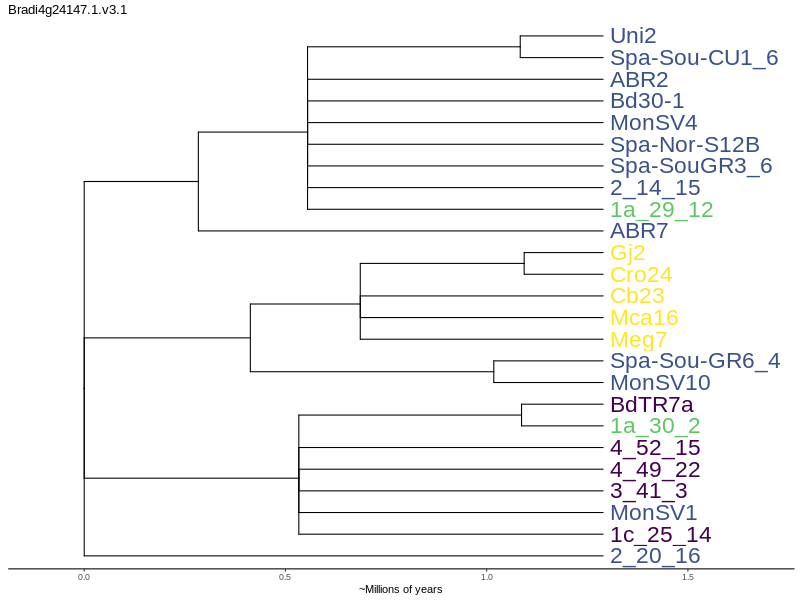 Bradi4g24147.1.v3.1
Uni2
Spa-Sou-CU1_6
ABR2
Bd30-1
MonSV4
Spa-Nor-S12B
Spa-SouGR3_6
2_14_15
1a_29_12
ABR7
Gj2
Cro24
Cb23
Mca16
Meg7
Spa-Sou-GR6_4
MonSV10
BdTR7a
1a_30_2
4_52_15
4_49_22
3_41_3
MonSV1
1c_25_14
2_20_16
0.0 0.5 1.0 1.5
~Millions of years